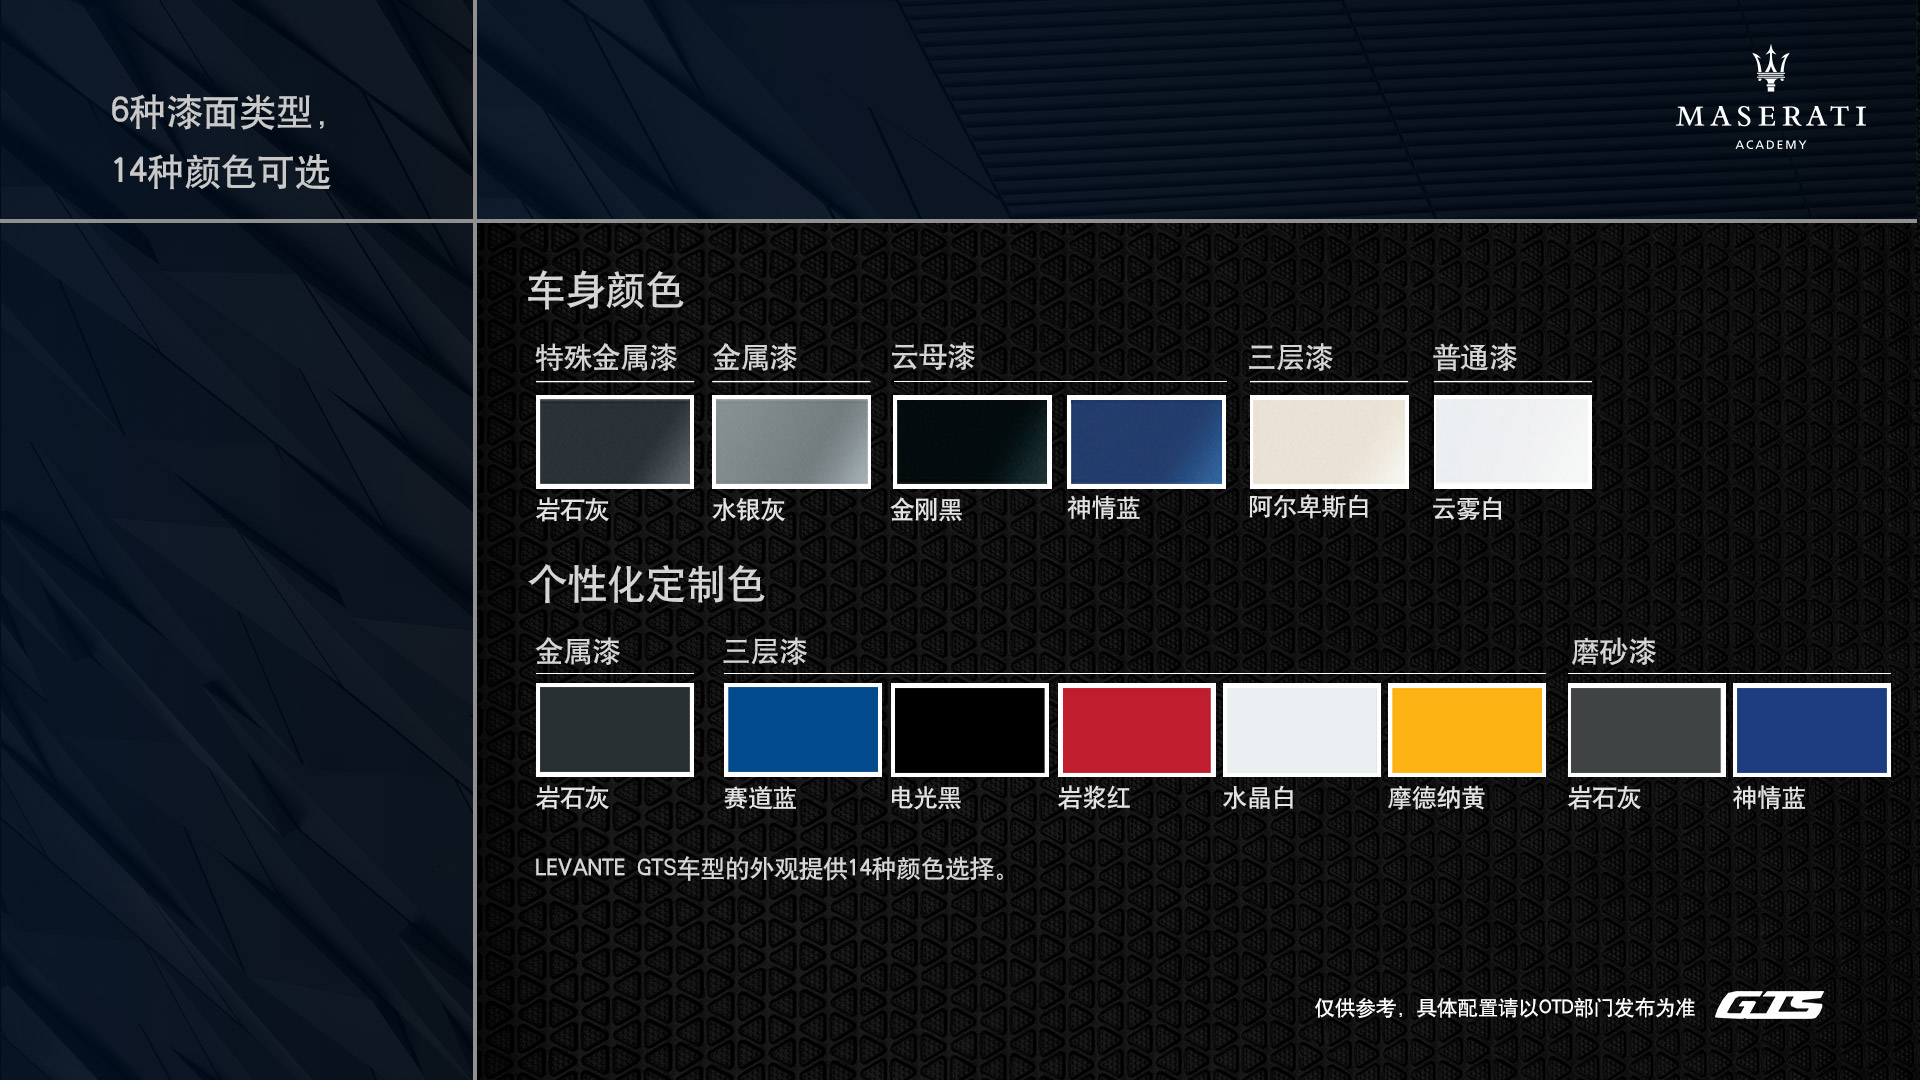 6种漆面类型，
14种颜色可选
MASERATI
ACADEMY
车身颜色
特殊金属漆 金属漆 云母漆 三层漆 普通漆
岩石灰 水银灰 金刚黑 神情蓝 阿尔卑斯白 云雾白
个性化定制色
金属漆 三层漆 磨砂漆
岩石灰 赛道蓝 电光黑 岩浆红 水晶白 摩德纳黄 岩石灰 神情蓝
LEVANTE GTS车型的外观提供14种颜色选择。
仅供参考，具体配置请以OTD部门发布为准
GTS